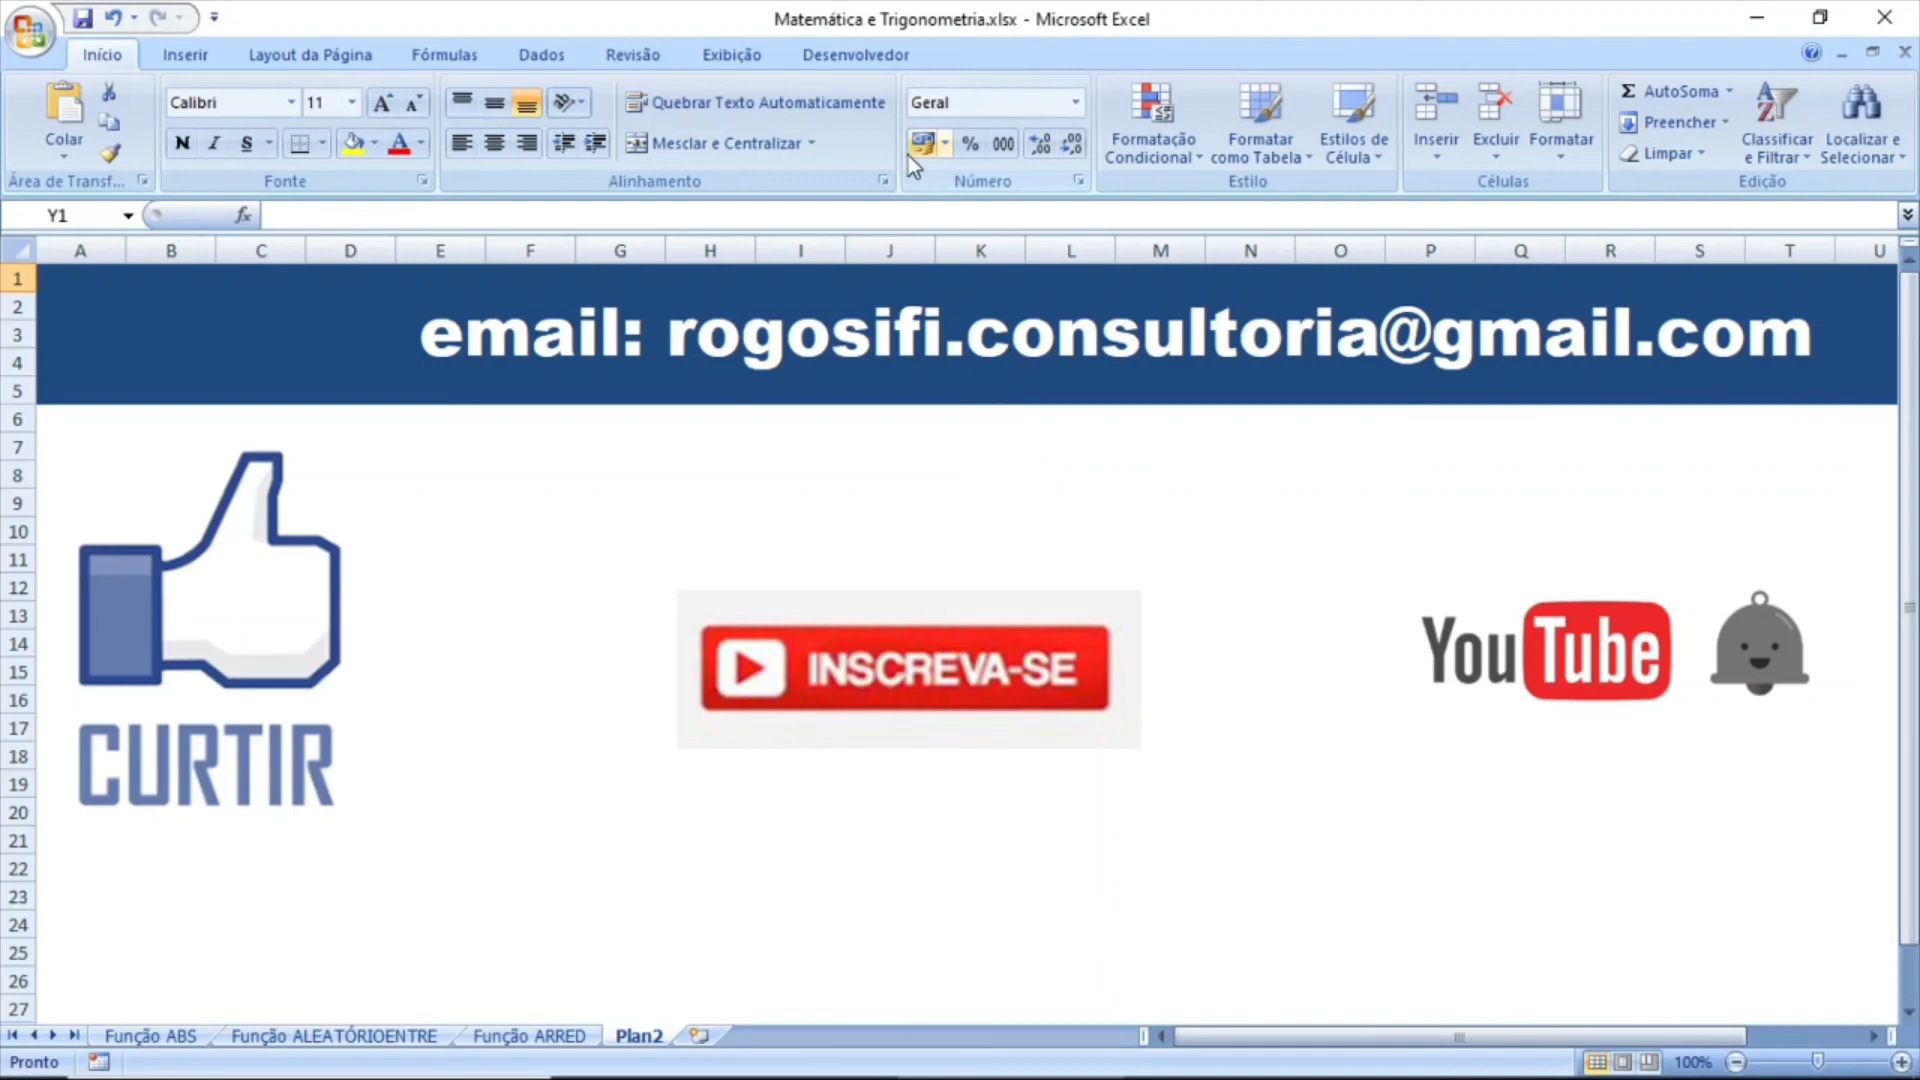 Matemática e Trigonometria.xlsx - Microsoft Excel
Início Inserir Layout da Página Fórmulas Dados Revisão Exibição Desenvolvedor
Colar
Área de Transf...
Calibri 11
N I S
Fonte
Quebrar Texto Automaticamente
Mesclar e Centralizar
Alinhamento
Geral
% 000 ,00 ,00
Número
Formatação Condicional
Formatar como Tabela
Estilos de Célula
Estilo
Inserir Excluir Formatar
Células
Σ AutoSoma
Preencher
Limpar
Classificar e Filtrar
Localizar e Selecionar
Edição
Y1 fx
A B C D E F G H I J K L M N O P Q R S T U
1
2
3
4
5
6
7
8
9
10
11
12
13
14
15
16
17
18
19
20
21
22
23
24
25
26
27
email: rogosifi.consultoria@gmail.com
CURTIR
INSCREVA-SE
YouTube
Função ABS Função ALEATÓRIOENTRE Função ARRED Plan2
Pronto 100%